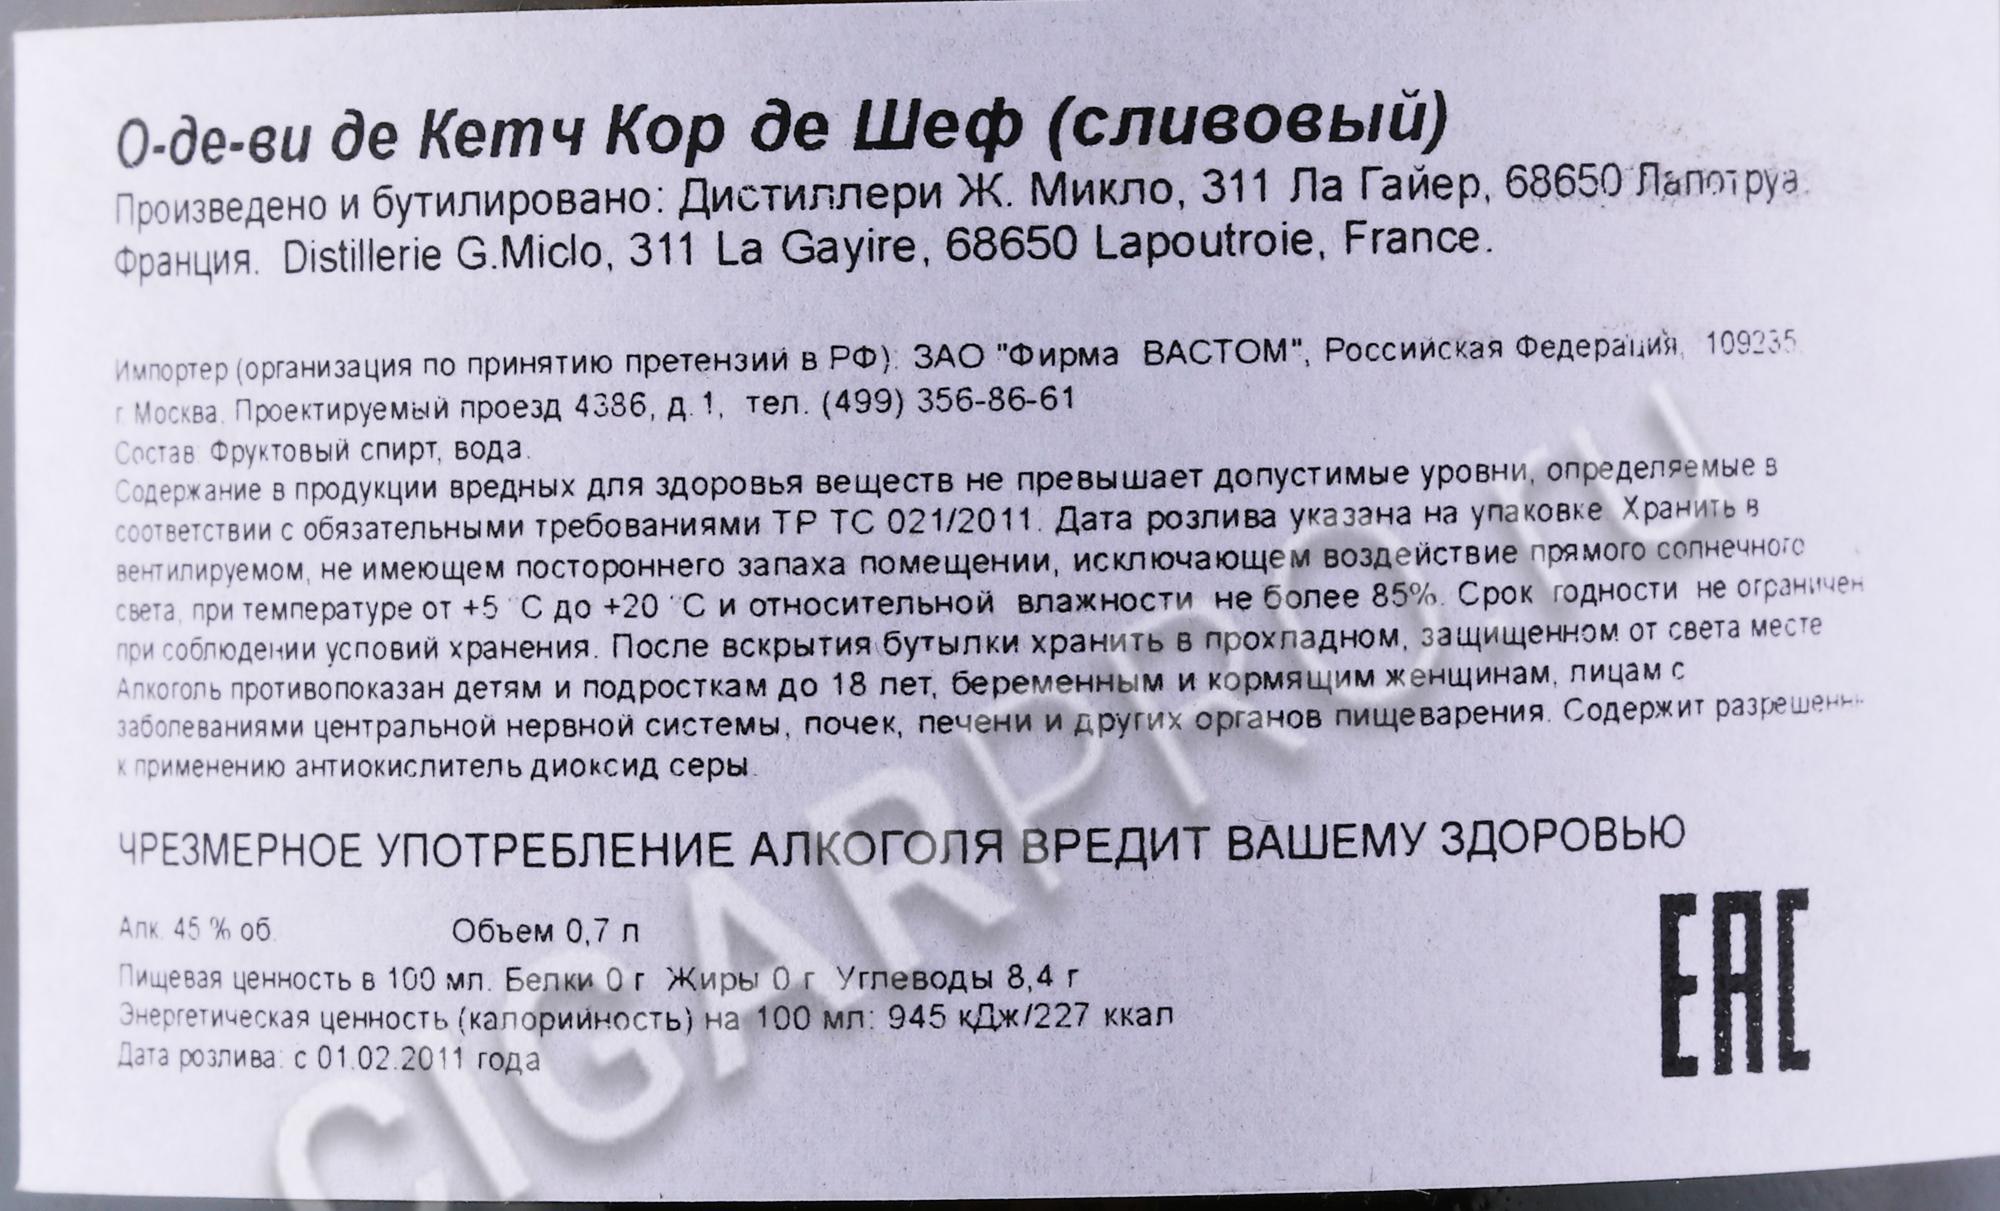 О-де-ви де Кетч Кор де Шеф (сливовый)
Произведено и бутилировано: Дистиллери Ж. Микло, 311 Ла Гайер, 68650 Лапотруа.
Франция. Distillerie G.Miclo, 311 La Gayire, 68650 Lapoutroie, France.
Импортер (организация по принятию претензий в РФ): ЗАО "Фирма ВАСТОМ", Российская Федерация, 109235
г. Москва, Проектируемый проезд 4386, д.1, тел. (499) 356-86-61
Состав: Фруктовый спирт, вода.
Содержание в продукции вредных для здоровья веществ не превышает допустимые уровни, определяемые в
соответствии с обязательными требованиями ТР ТС 021/2011. Дата розлива указана на упаковке. Хранить в
вентилируемом, не имеющем постороннего запаха помещении, исключающем воздействие прямого солнечного
света, при температуре от +5 °С до +20 °С и относительной влажности не более 85%. Срок годности не ограничен
при соблюдении условий хранения. После вскрытия бутылки хранить в прохладном, защищенном от света месте
Алкоголь противопоказан детям и подросткам до 18 лет, беременным и кормящим женщинам, лицам с
заболеваниями центральной нервной системы, почек, печени и других органов пищеварения. Содержит
к применению антиокислитель диоксид серы.
ЧРЕЗМЕРНОЕ УПОТРЕБЛЕНИЕ АЛКОГОЛЯ ВРЕДИТ ВАШЕМУ ЗДОРОВЬЮ
Алк. 45 % об. Объем 0,7 л
Пищевая ценность в 100 мл. Белки 0 г Жиры 0 г Углеводы 8,4 г
Энергетическая ценность (калорийность) на 100 мл: 945 кДж/227 ккал
Дата розлива: с 01.02.2011 года
EAC
CIGARPRO.ru